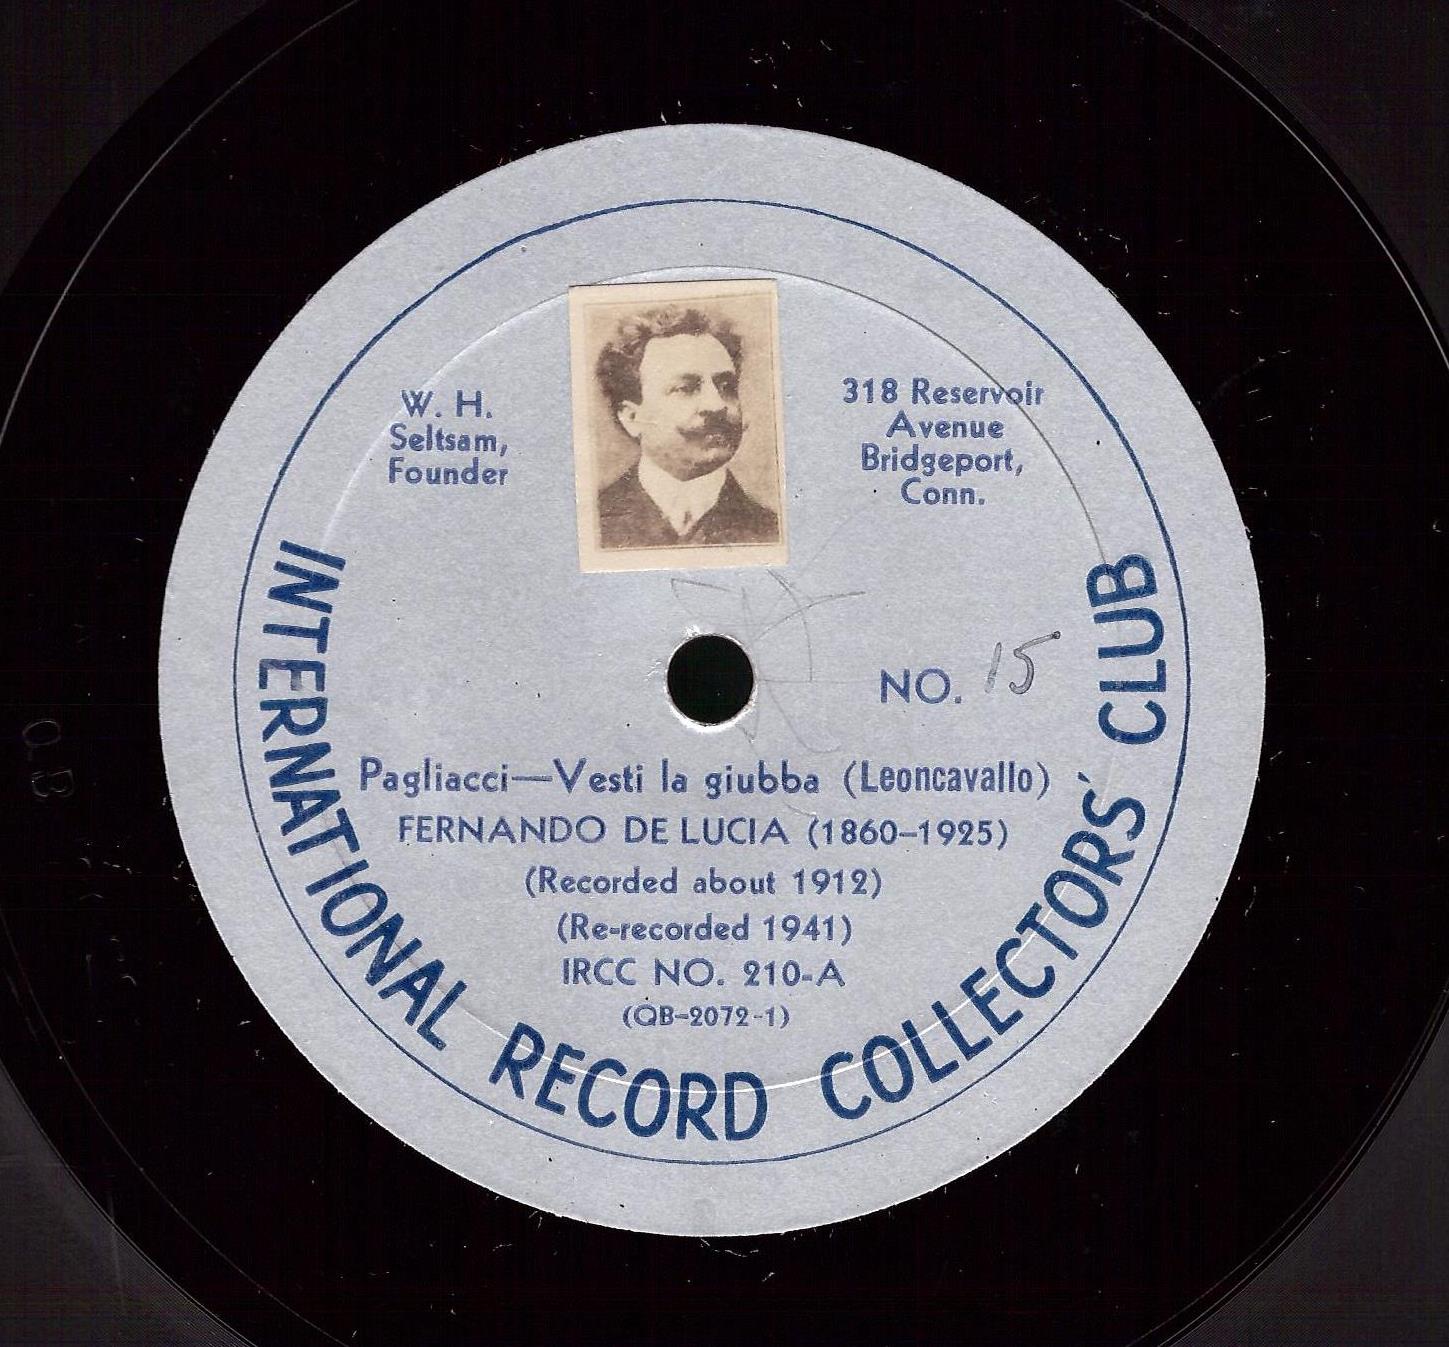 W. H.
Seltsam,
Founder
318 Reservoir
Avenue
Bridgeport,
Conn.
NO. 15
Pagliacci—Vesti la giubba (Leoncavallo)
FERNANDO DE LUCIA (1860–1925)
(Recorded about 1912)
(Re-recorded 1941)
IRCC NO. 210-A
(QB-2072-1)
INTERNATIONAL RECORD COLLECTORS' CLUB
QB